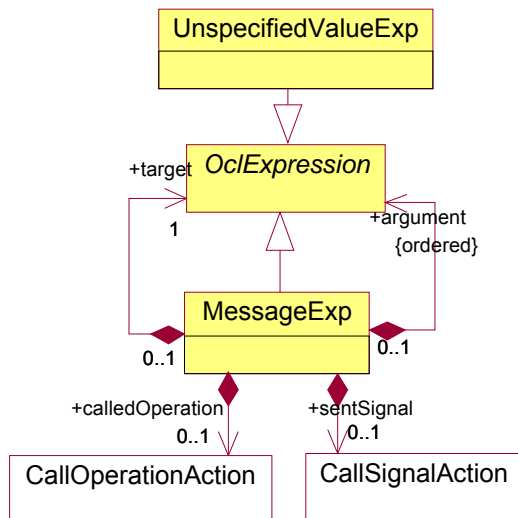 UnspecifiedValueExp
OclExpression
+target
1
+argument
{ordered}
MessageExp
0..1
0..1
+calledOperation
+sentSignal
0..1
0..1
CallOperationAction
CallSignalAction